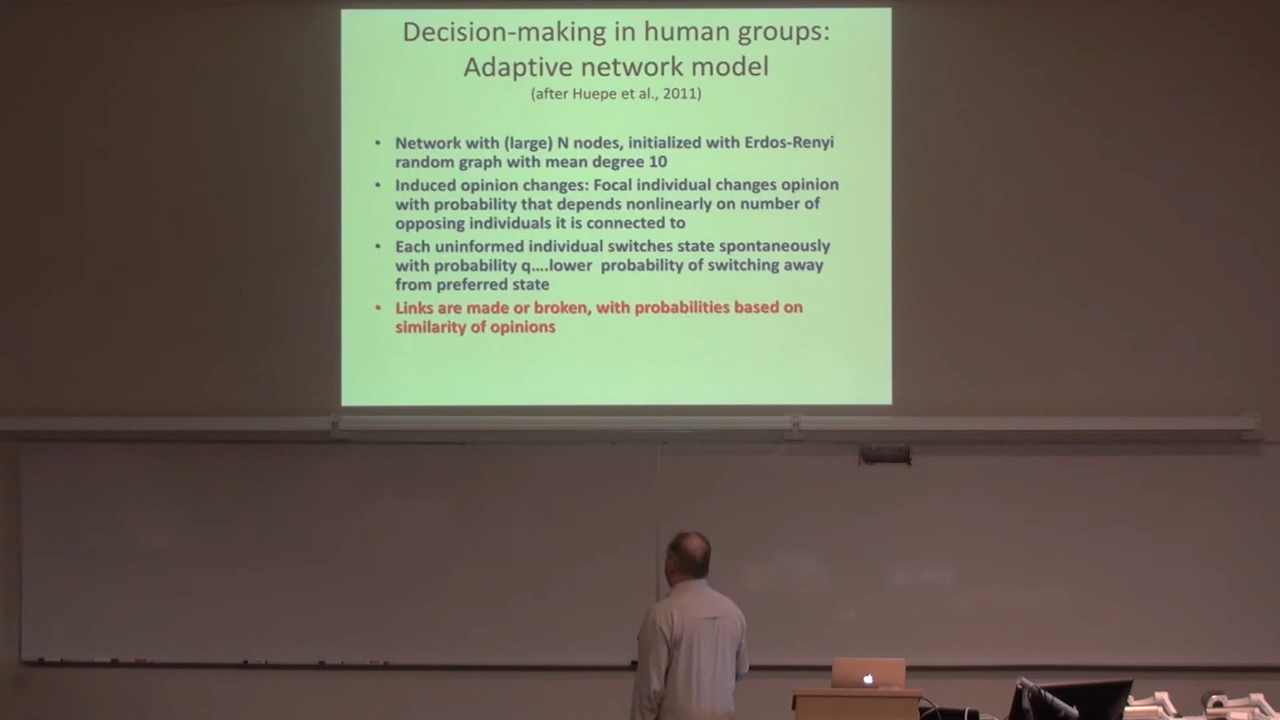 Decision-making in human groups:
Adaptive network model
(after Huepe et al., 2011)
• Network with (large) N nodes, initialized with Erdos-Renyi
random graph with mean degree 10
• Induced opinion changes: Focal individual changes opinion
with probability that depends nonlinearly on number of
opposing individuals it is connected to
• Each uninformed individual switches state spontaneously
with probability q....lower probability of switching away
from preferred state
• Links are made or broken, with probabilities based on
similarity of opinions